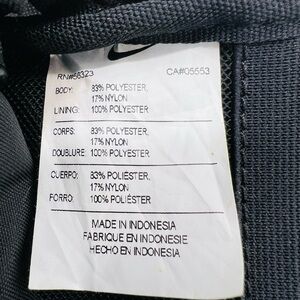 RN#56323 CA#05553
BODY: 83% POLYESTER,
17% NYLON
LINING: 100% POLYESTER
CORPS: 83% POLYESTER,
17% NYLON
DOUBLURE: 100% POLYESTER
CUERPO: 83% POLIÉSTER,
17% NYLON
FORRO: 100% POLIÉSTER
MADE IN INDONESIA
FABRIQUE EN INDONESIE
HECHO EN INDONESIA